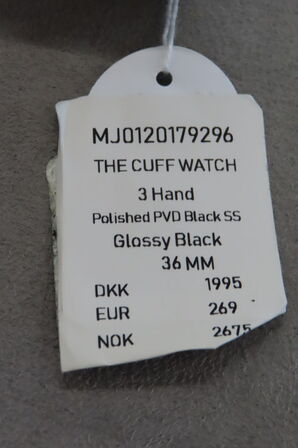 MJ0120179296
THE CUFF WATCH
3 Hand
Polished PVD Black SS
Glossy Black
36 MM
DKK 1995
EUR 269
NOK 2675